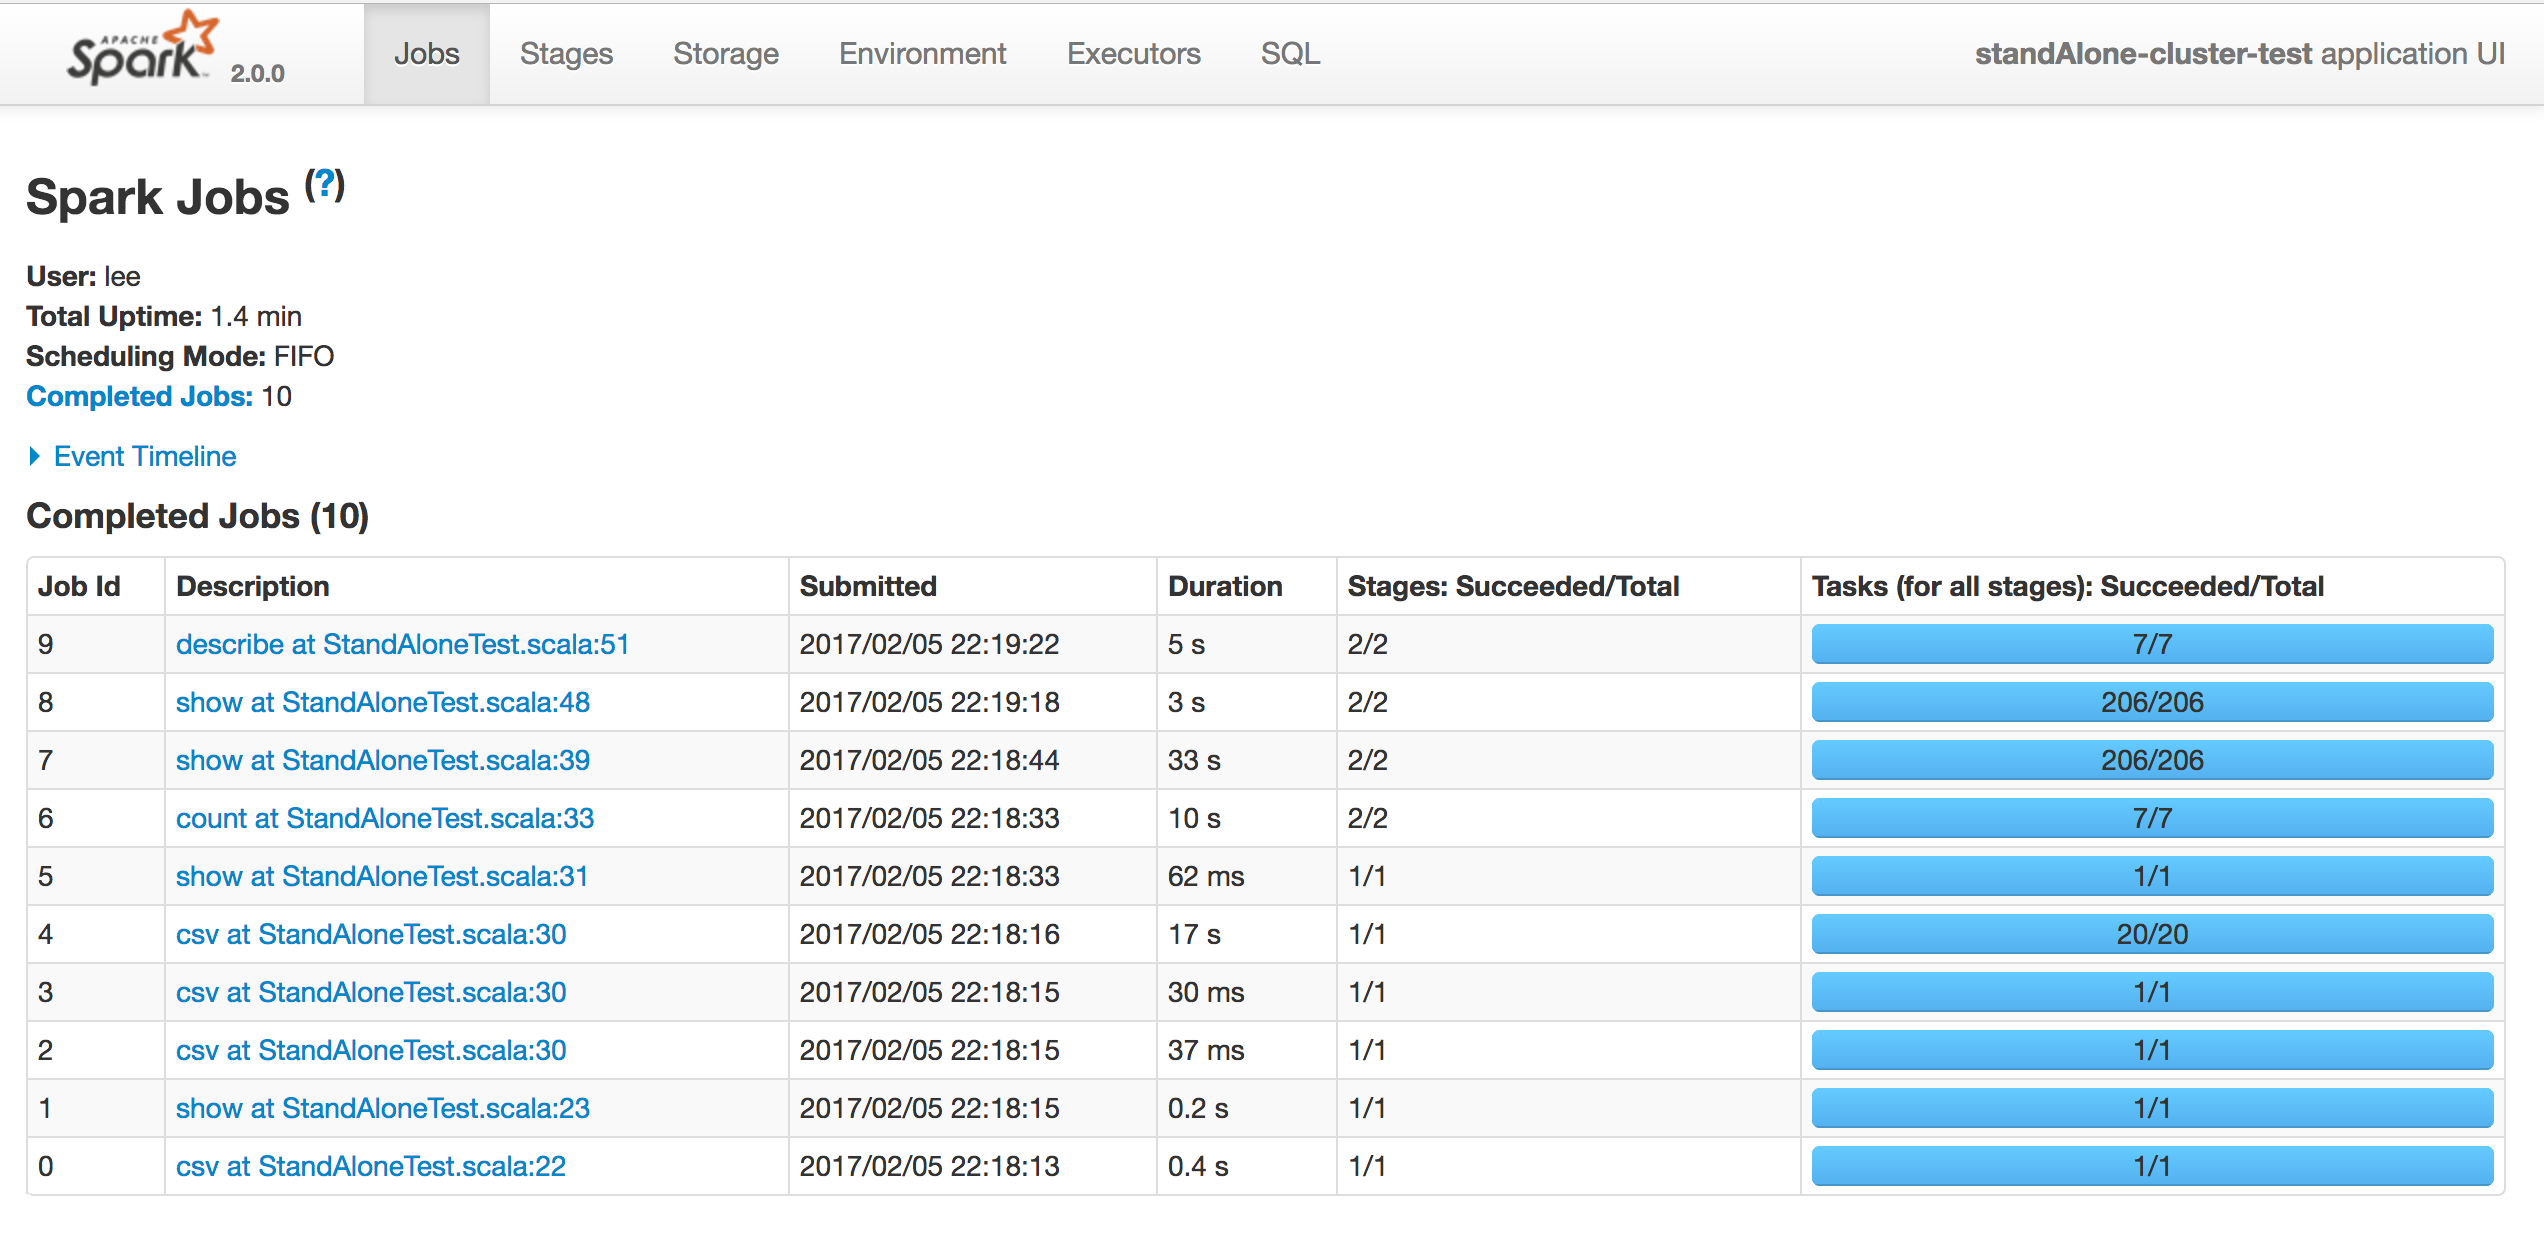 APACHE
Spark™ 2.0.0 Jobs Stages Storage Environment Executors SQL standAlone-cluster-test application UI
Spark Jobs (?)
User: lee
Total Uptime: 1.4 min
Scheduling Mode: FIFO
Completed Jobs: 10
Event Timeline
Completed Jobs (10)
Job Id Description Submitted Duration Stages: Succeeded/Total Tasks (for all stages): Succeeded/Total
9 describe at StandAloneTest.scala:51 2017/02/05 22:19:22 5 s 2/2 7/7
8 show at StandAloneTest.scala:48 2017/02/05 22:19:18 3 s 2/2 206/206
7 show at StandAloneTest.scala:39 2017/02/05 22:18:44 33 s 2/2 206/206
6 count at StandAloneTest.scala:33 2017/02/05 22:18:33 10 s 2/2 7/7
5 show at StandAloneTest.scala:31 2017/02/05 22:18:33 62 ms 1/1 1/1
4 csv at StandAloneTest.scala:30 2017/02/05 22:18:16 17 s 1/1 20/20
3 csv at StandAloneTest.scala:30 2017/02/05 22:18:15 30 ms 1/1 1/1
2 csv at StandAloneTest.scala:30 2017/02/05 22:18:15 37 ms 1/1 1/1
1 show at StandAloneTest.scala:23 2017/02/05 22:18:15 0.2 s 1/1 1/1
0 csv at StandAloneTest.scala:22 2017/02/05 22:18:13 0.4 s 1/1 1/1